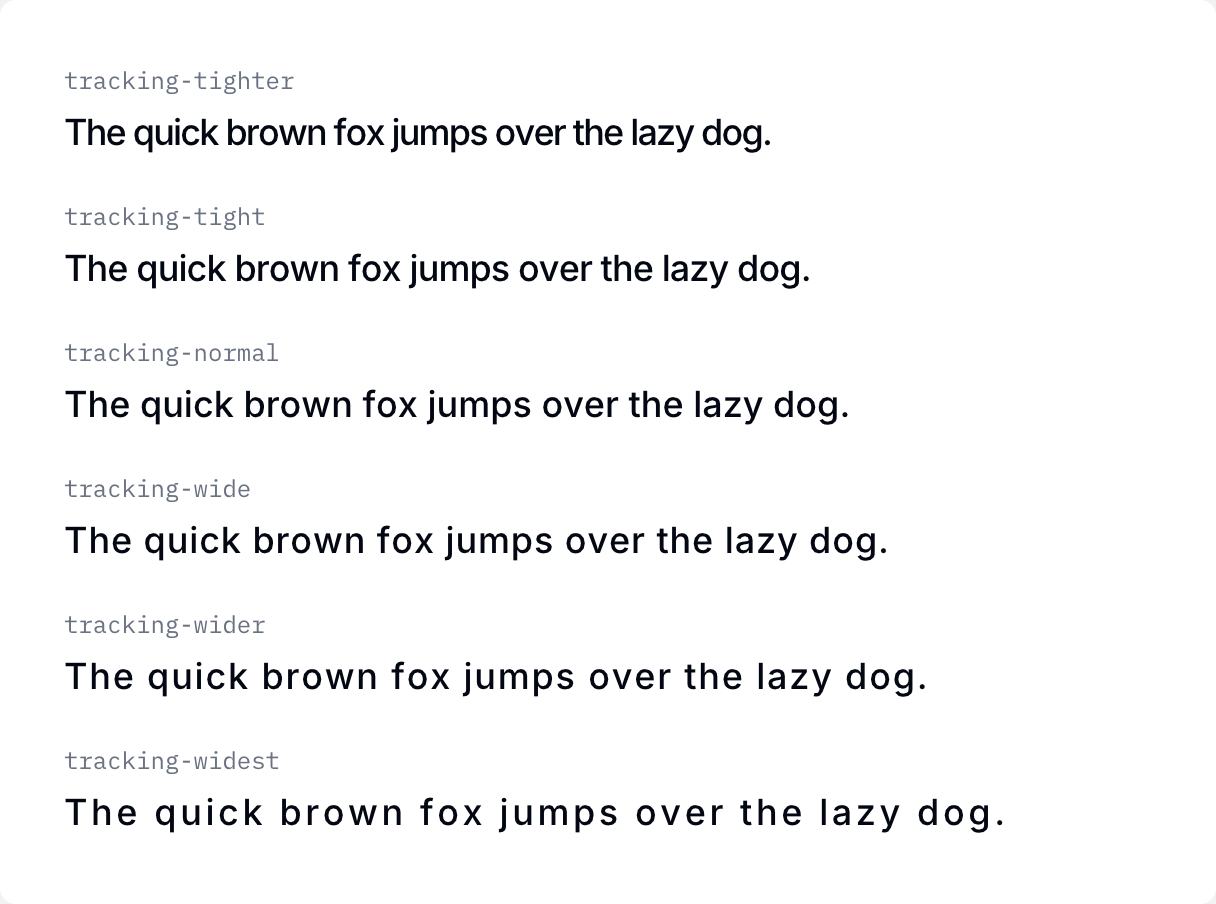 tracking-tighter
The quick brown fox jumps over the lazy dog.
tracking-tight
The quick brown fox jumps over the lazy dog.
tracking-normal
The quick brown fox jumps over the lazy dog.
tracking-wide
The quick brown fox jumps over the lazy dog.
tracking-wider
The quick brown fox jumps over the lazy dog.
tracking-widest
The quick brown fox jumps over the lazy dog.